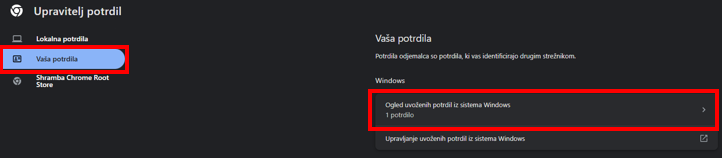 Upravitelj potrdil
Lokalna potrdila
Vaša potrdila
Shramba Chrome Root
Store
Vaša potrdila
Potrdila odjemalca so potrdila, ki vas identificirajo drugim strežnikom.
Windows
Ogled uvoženih potrdil iz sistema Windows
1 potrdilo
Upravljanje uvoženih potrdil iz sistema Windows